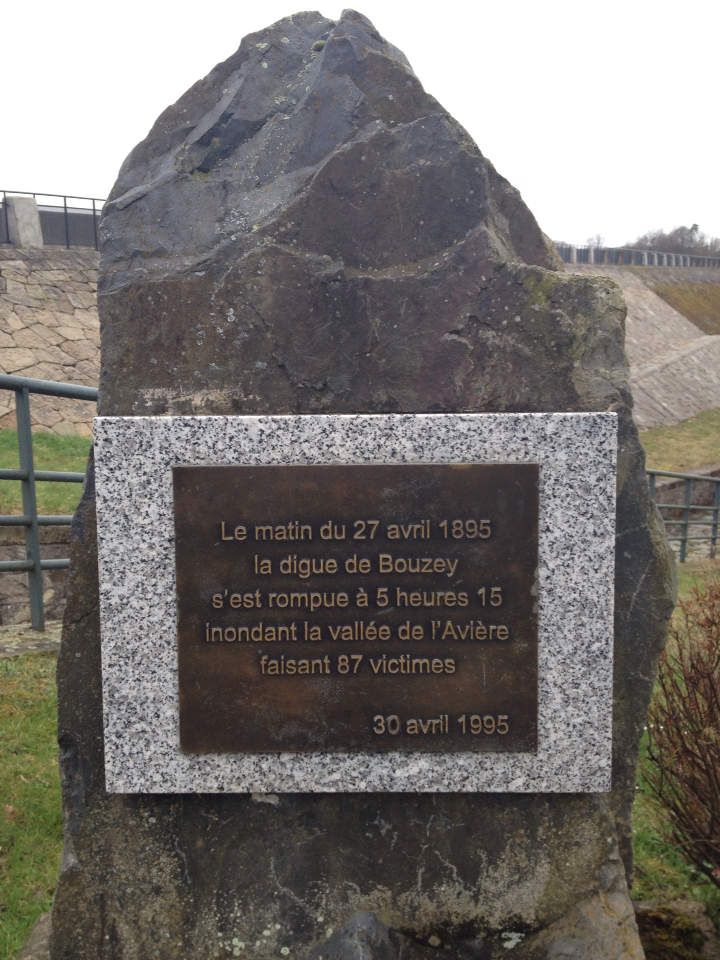 Le matin du 27 avril 1895
la digue de Bouzey
s'est rompue à 5 heures 15
inondant la vallée de l'Avière
faisant 87 victimes
30 avril 1995